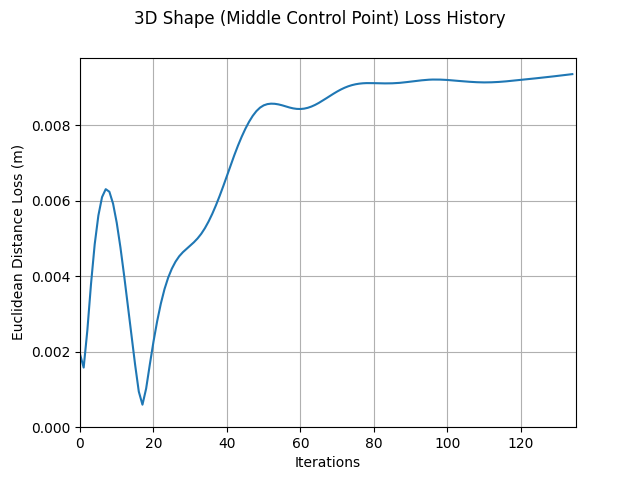 3D Shape (Middle Control Point) Loss History
Euclidean Distance Loss (m)
0.008
0.006
0.004
0.002
0.000
0 20 40 60 80 100 120
Iterations